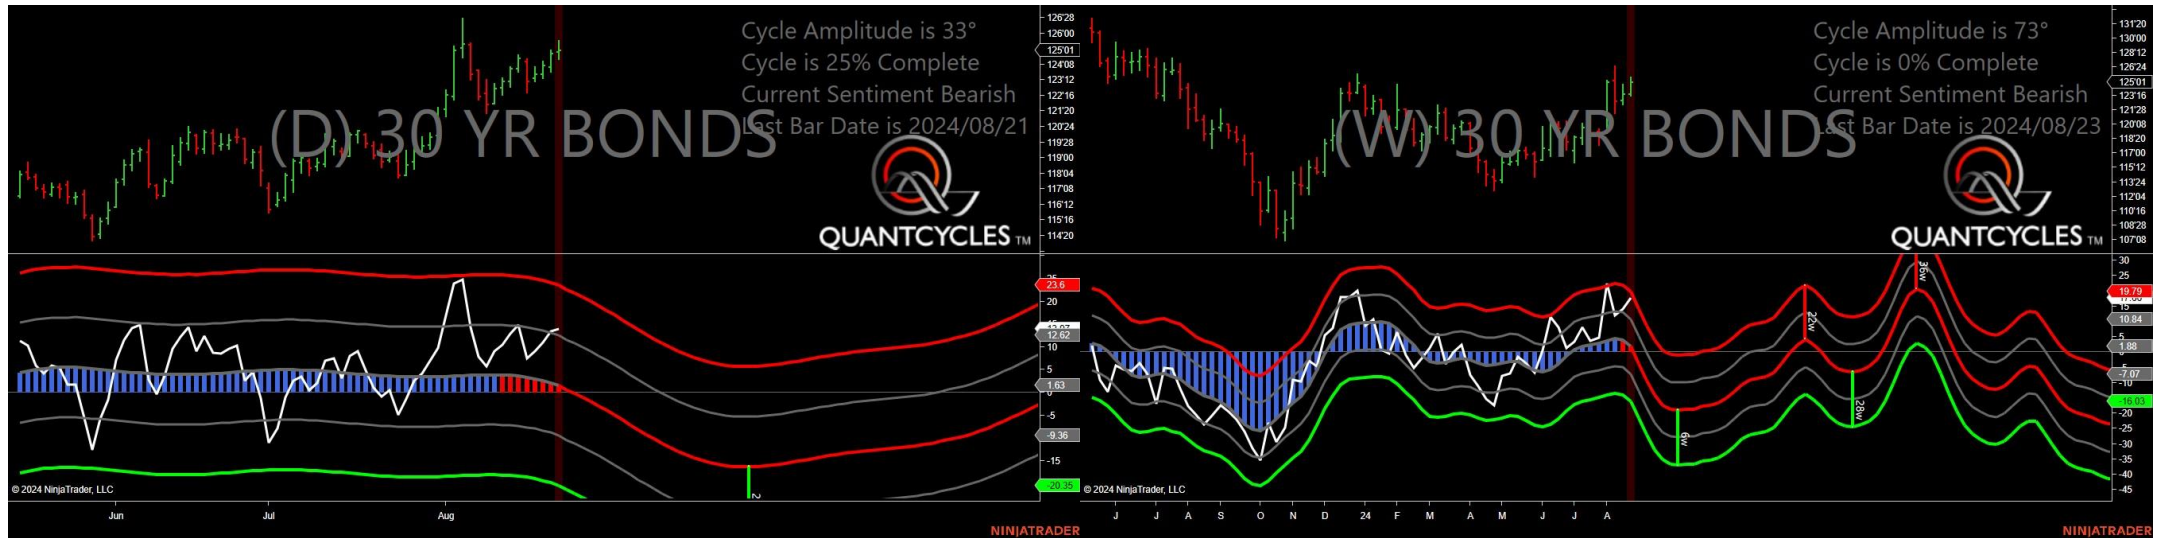 Cycle Amplitude is 33°
Cycle is 25% Complete
Current Sentiment Bearish
Last Bar Date is 2024/08/21
(D) 30 YR BONDS
QUANTCYCLES TM
126'28
126'00
125'01
124'08
123'12
122'16
121'20
120'24
119'28
119'00
118'04
117'08
116'12
115'16
114'20
23.6
20
12.62
10
5
1.63
0
-5
-9.36
-15
-20.35
2
© 2024 NinjaTrader, LLC
Jun Jul Aug
NINJATRADER
Cycle Amplitude is 73°
Cycle is 0% Complete
Current Sentiment Bearish
Last Bar Date is 2024/08/23
(W) 30 YR BONDS
QUANTCYCLES TM
131'20
130'00
128'12
126'24
125'01
123'16
121'28
120'08
118'20
117'00
115'12
113'24
112'04
110'16
108'28
107'08
30
25
19.79
15
10.84
5
1.88
-7.07
-10
-16.03
-20
-25
-30
-35
-40
-45
6w
22w
28w
36w
© 2024 NinjaTrader, LLC
J J A S O N D 24 F M A M J J A
NINJATRADER